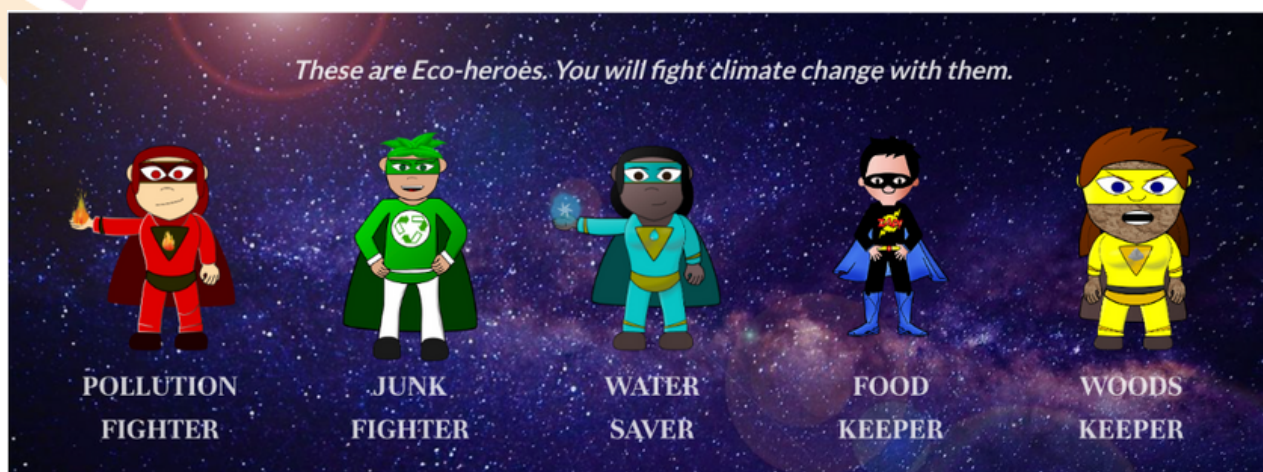 These are Eco-heroes. You will fight climate change with them.
POLLUTION
FIGHTER
JUNK
FIGHTER
WATER
SAVER
FOOD
KEEPER
WOODS
KEEPER